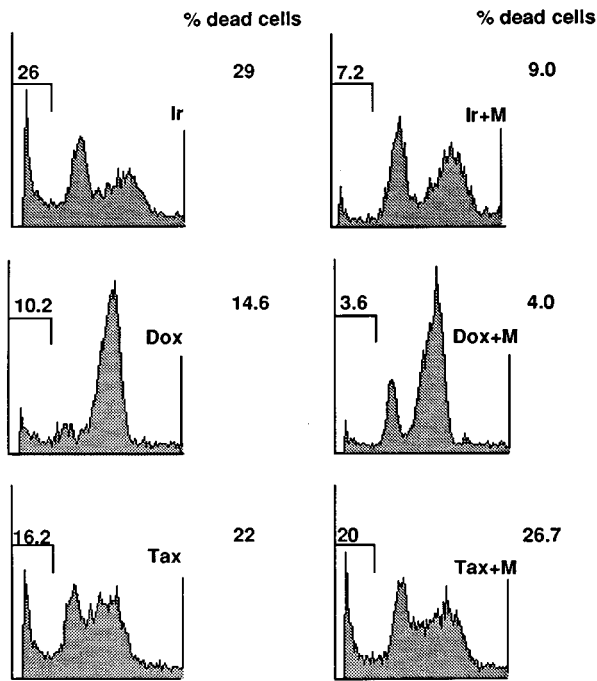 % dead cells
% dead cells
26
29
Ir
7.2
9.0
Ir+M
10.2
14.6
Dox
3.6
4.0
Dox+M
16.2
22
Tax
20
26.7
Tax+M